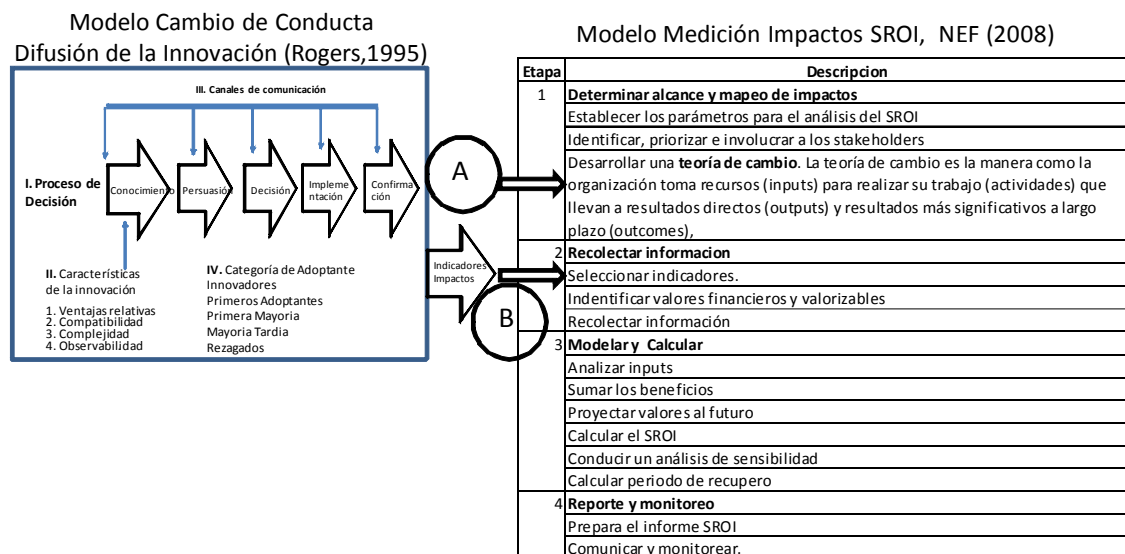 Modelo Cambio de Conducta
Difusión de la Innovación (Rogers,1995)
III. Canales de comunicación
I. Proceso de
Decisión
Conocimiento
Persuasión
Decisión
Impleme
ntación
Confirma
ción
II. Características
de la innovación
1. Ventajas relativas
2. Compatibilidad
3. Complejidad
4. Observabilidad
IV. Categoría de Adoptante
Innovadores
Primeros Adoptantes
Primera Mayoria
Mayoria Tardia
Rezagados
Indicadores
Impactos
A
B
Modelo Medición Impactos SROI, NEF (2008)
Etapa Descripcion
1 Determinar alcance y mapeo de impactos
Establecer los parámetros para el análisis del SROI
Identificar, priorizar e involucrar a los stakeholders
Desarrollar una teoría de cambio. La teoría de cambio es la manera como la
organización toma recursos (inputs) para realizar su trabajo (actividades) que
llevan a resultados directos (outputs) y resultados más significativos a largo
plazo (outcomes),
2 Recolectar informacion
Seleccionar indicadores.
Indentificar valores financieros y valorizables
Recolectar información
3 Modelar y Calcular
Analizar inputs
Sumar los beneficios
Proyectar valores al futuro
Calcular el SROI
Conducir un análisis de sensibilidad
Calcular periodo de recupero
4 Reporte y monitoreo
Prepara el informe SROI
Comunicar y monitorear.